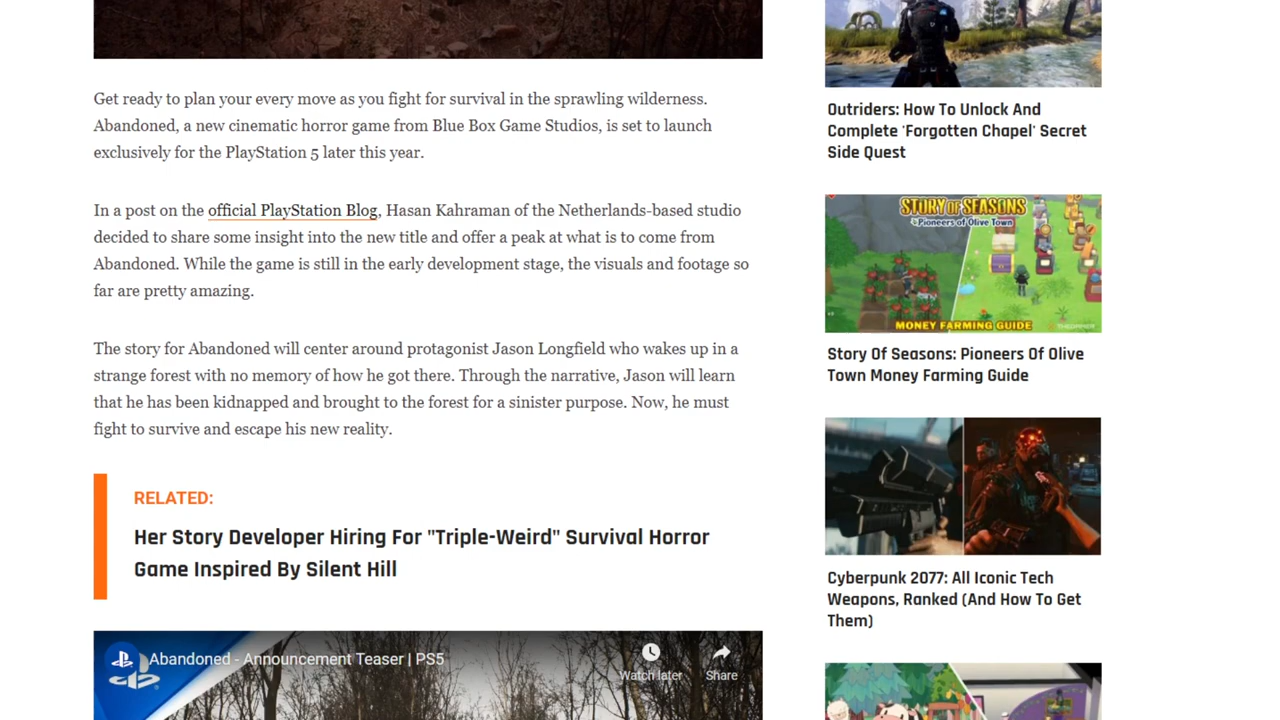 Get ready to plan your every move as you fight for survival in the sprawling wilderness.
Abandoned, a new cinematic horror game from Blue Box Game Studios, is set to launch
exclusively for the PlayStation 5 later this year.
In a post on the official PlayStation Blog, Hasan Kahraman of the Netherlands-based studio
decided to share some insight into the new title and offer a peak at what is to come from
Abandoned. While the game is still in the early development stage, the visuals and footage so
far are pretty amazing.
The story for Abandoned will center around protagonist Jason Longfield who wakes up in a
strange forest with no memory of how he got there. Through the narrative, Jason will learn
that he has been kidnapped and brought to the forest for a sinister purpose. Now, he must
fight to survive and escape his new reality.
RELATED:
Her Story Developer Hiring For "Triple-Weird" Survival Horror
Game Inspired By Silent Hill
Abandoned - Announcement Teaser | PS5
Watch later
Share
Outriders: How To Unlock And
Complete 'Forgotten Chapel' Secret
Side Quest
STORY OF SEASONS
Pioneers of Olive Town
MONEY FARMING GUIDE
THEGAMER
Story Of Seasons: Pioneers Of Olive
Town Money Farming Guide
Cyberpunk 2077: All Iconic Tech
Weapons, Ranked (And How To Get
Them)